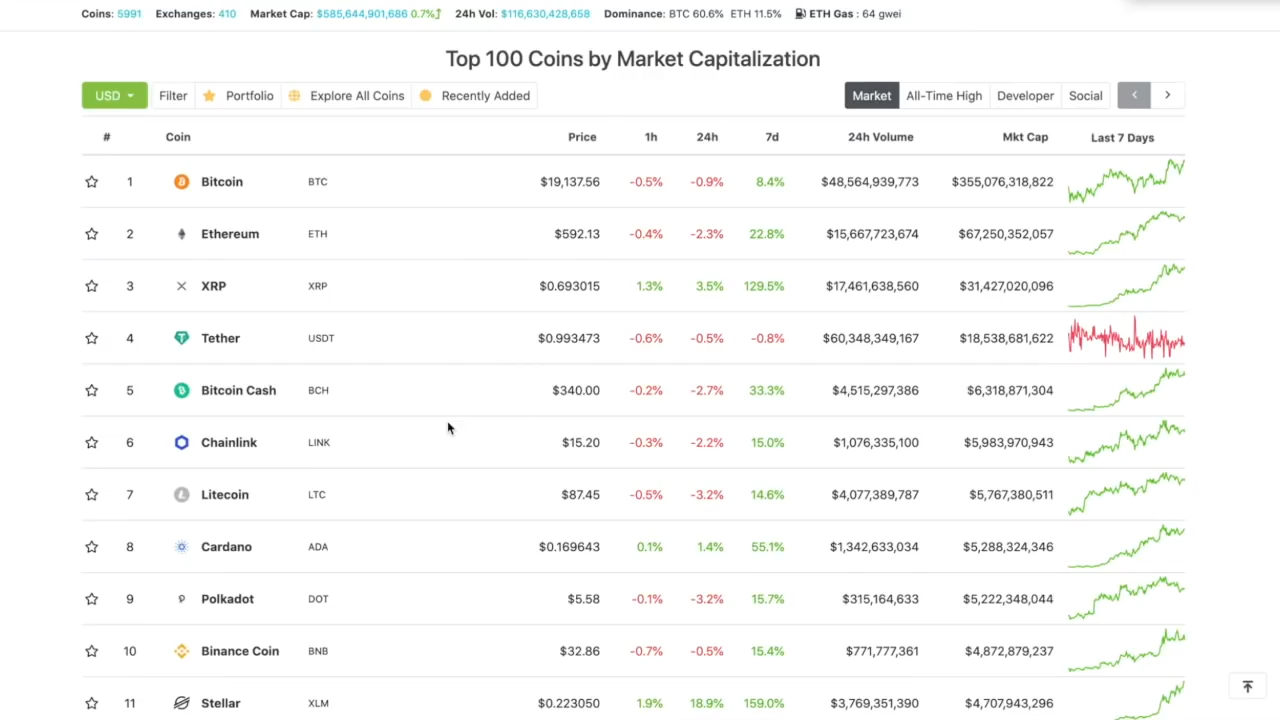 Coins: 5991 Exchanges: 410 Market Cap: $585,644,901,686 0.7% 24h Vol: $116,630,428,658 Dominance: BTC 60.6% ETH 11.5% ETH Gas : 64 gwei
Top 100 Coins by Market Capitalization
USD Filter Portfolio Explore All Coins Recently Added Market All-Time High Developer Social
# Coin Price 1h 24h 7d 24h Volume Mkt Cap Last 7 Days
1 Bitcoin BTC $19,137.56 -0.5% -0.9% 8.4% $48,564,939,773 $355,076,318,822
2 Ethereum ETH $592.13 -0.4% -2.3% 22.8% $15,667,723,674 $67,250,352,057
3 XRP XRP $0.693015 1.3% 3.5% 129.5% $17,461,638,560 $31,427,020,096
4 Tether USDT $0.993473 -0.6% -0.5% -0.8% $60,348,349,167 $18,538,681,622
5 Bitcoin Cash BCH $340.00 -0.2% -2.7% 33.3% $4,515,297,386 $6,318,871,304
6 Chainlink LINK $15.20 -0.3% -2.2% 15.0% $1,076,335,100 $5,983,970,943
7 Litecoin LTC $87.45 -0.5% -3.2% 14.6% $4,077,389,787 $5,767,380,511
8 Cardano ADA $0.169643 0.1% 1.4% 55.1% $1,342,633,034 $5,288,324,346
9 Polkadot DOT $5.58 -0.1% -3.2% 15.7% $315,164,633 $5,222,348,044
10 Binance Coin BNB $32.86 -0.7% -0.5% 15.4% $771,777,361 $4,872,879,237
11 Stellar XLM $0.223050 1.9% 18.9% 159.0% $3,769,351,390 $4,707,943,296